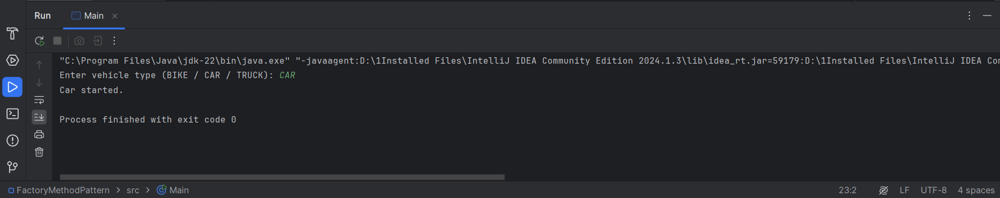 Run Main
"C:\Program Files\Java\jdk-22\bin\java.exe" "-javaagent:D:\1Installed Files\IntelliJ IDEA Community Edition 2024.1.3\lib\idea_rt.jar=59179:D:\1Installed Files\IntelliJ IDEA Co
Enter vehicle type (BIKE / CAR / TRUCK): CAR
Car started.
Process finished with exit code 0
FactoryMethodPattern > src > Main 23:2 LF UTF-8 4 spaces